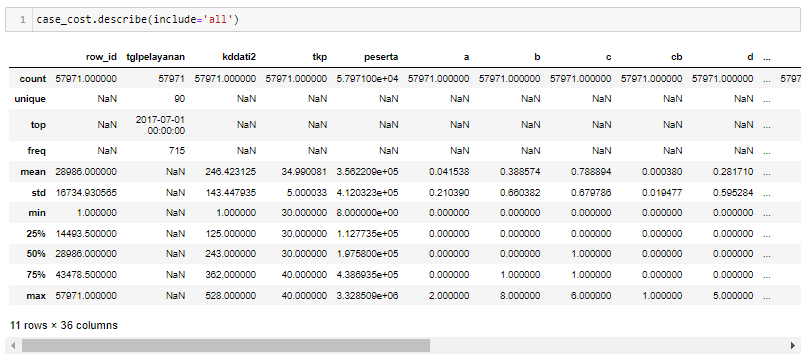 1 case_cost.describe(include='all')
row_id tglpelayanan kddati2 tkp peserta a b c cb d ...
count 57971.000000 57971 57971.000000 57971.000000 5.797100e+04 57971.000000 57971.000000 57971.000000 57971.000000 57971.000000 ... 5797
unique NaN 90 NaN NaN NaN NaN NaN NaN NaN NaN ...
top NaN 2017-07-01 NaN NaN NaN NaN NaN NaN NaN NaN ...
00:00:00
freq NaN 715 NaN NaN NaN NaN NaN NaN NaN NaN ...
mean 28986.000000 NaN 246.423125 34.990081 3.562209e+05 0.041538 0.388574 0.788894 0.000380 0.281710 ...
std 16734.930565 NaN 143.447935 5.000033 4.120323e+05 0.210390 0.660382 0.679786 0.019477 0.595284 ...
min 1.000000 NaN 1.000000 30.000000 8.000000e+00 0.000000 0.000000 0.000000 0.000000 0.000000 ...
25% 14493.500000 NaN 125.000000 30.000000 1.127735e+05 0.000000 0.000000 0.000000 0.000000 0.000000 ...
50% 28986.000000 NaN 243.000000 30.000000 1.975800e+05 0.000000 0.000000 1.000000 0.000000 0.000000 ...
75% 43478.500000 NaN 362.000000 40.000000 4.386935e+05 0.000000 1.000000 1.000000 0.000000 0.000000 ...
max 57971.000000 NaN 528.000000 40.000000 3.328509e+06 2.000000 8.000000 6.000000 1.000000 5.000000 ...
11 rows × 36 columns